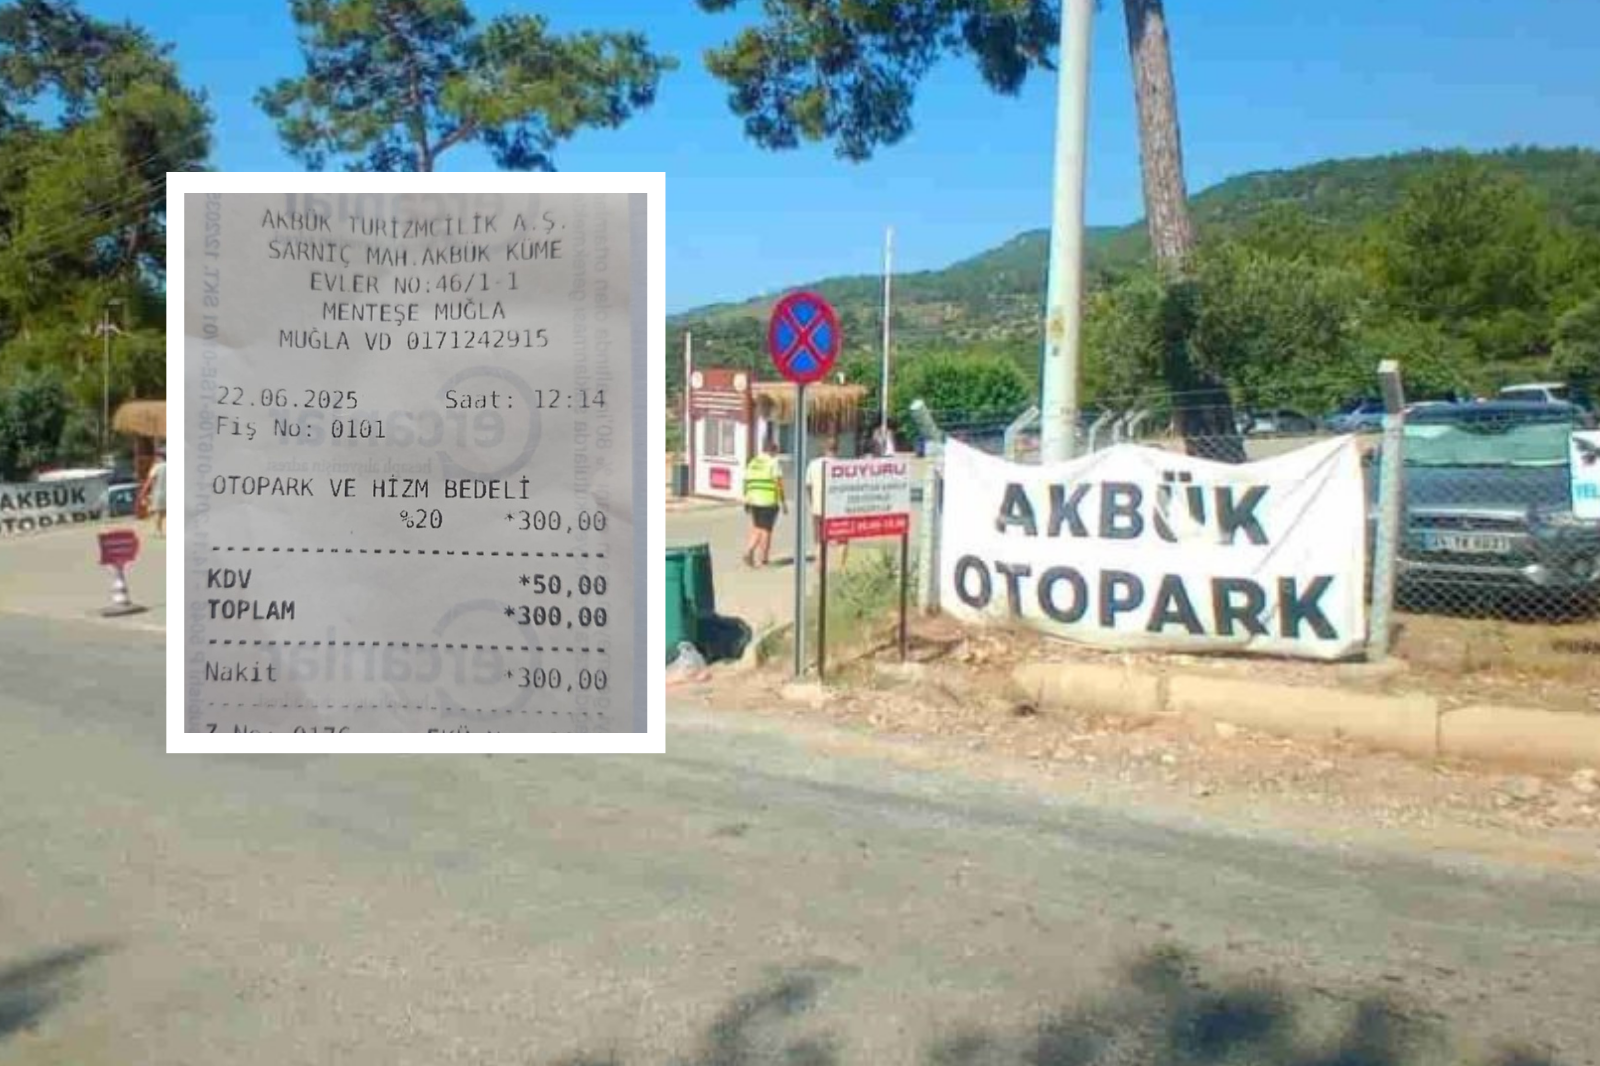 AKBÜK TURİZMCİLİK A.Ş.
SARNIÇ MAH.AKBÜK KÜME
EVLER NO:46/1-1
MENTEŞE MUĞLA
MUĞLA VD 0171242915
22.06.2025 Saat: 12:14
Fiş No: 0101
OTOPARK VE HİZM BEDELİ
%20 *300,00
KDV *50,00
TOPLAM *300,00
Nakit *300,00
AKBÜK
OTOPARK
DUYURU
AKBÜK
OTOPARK